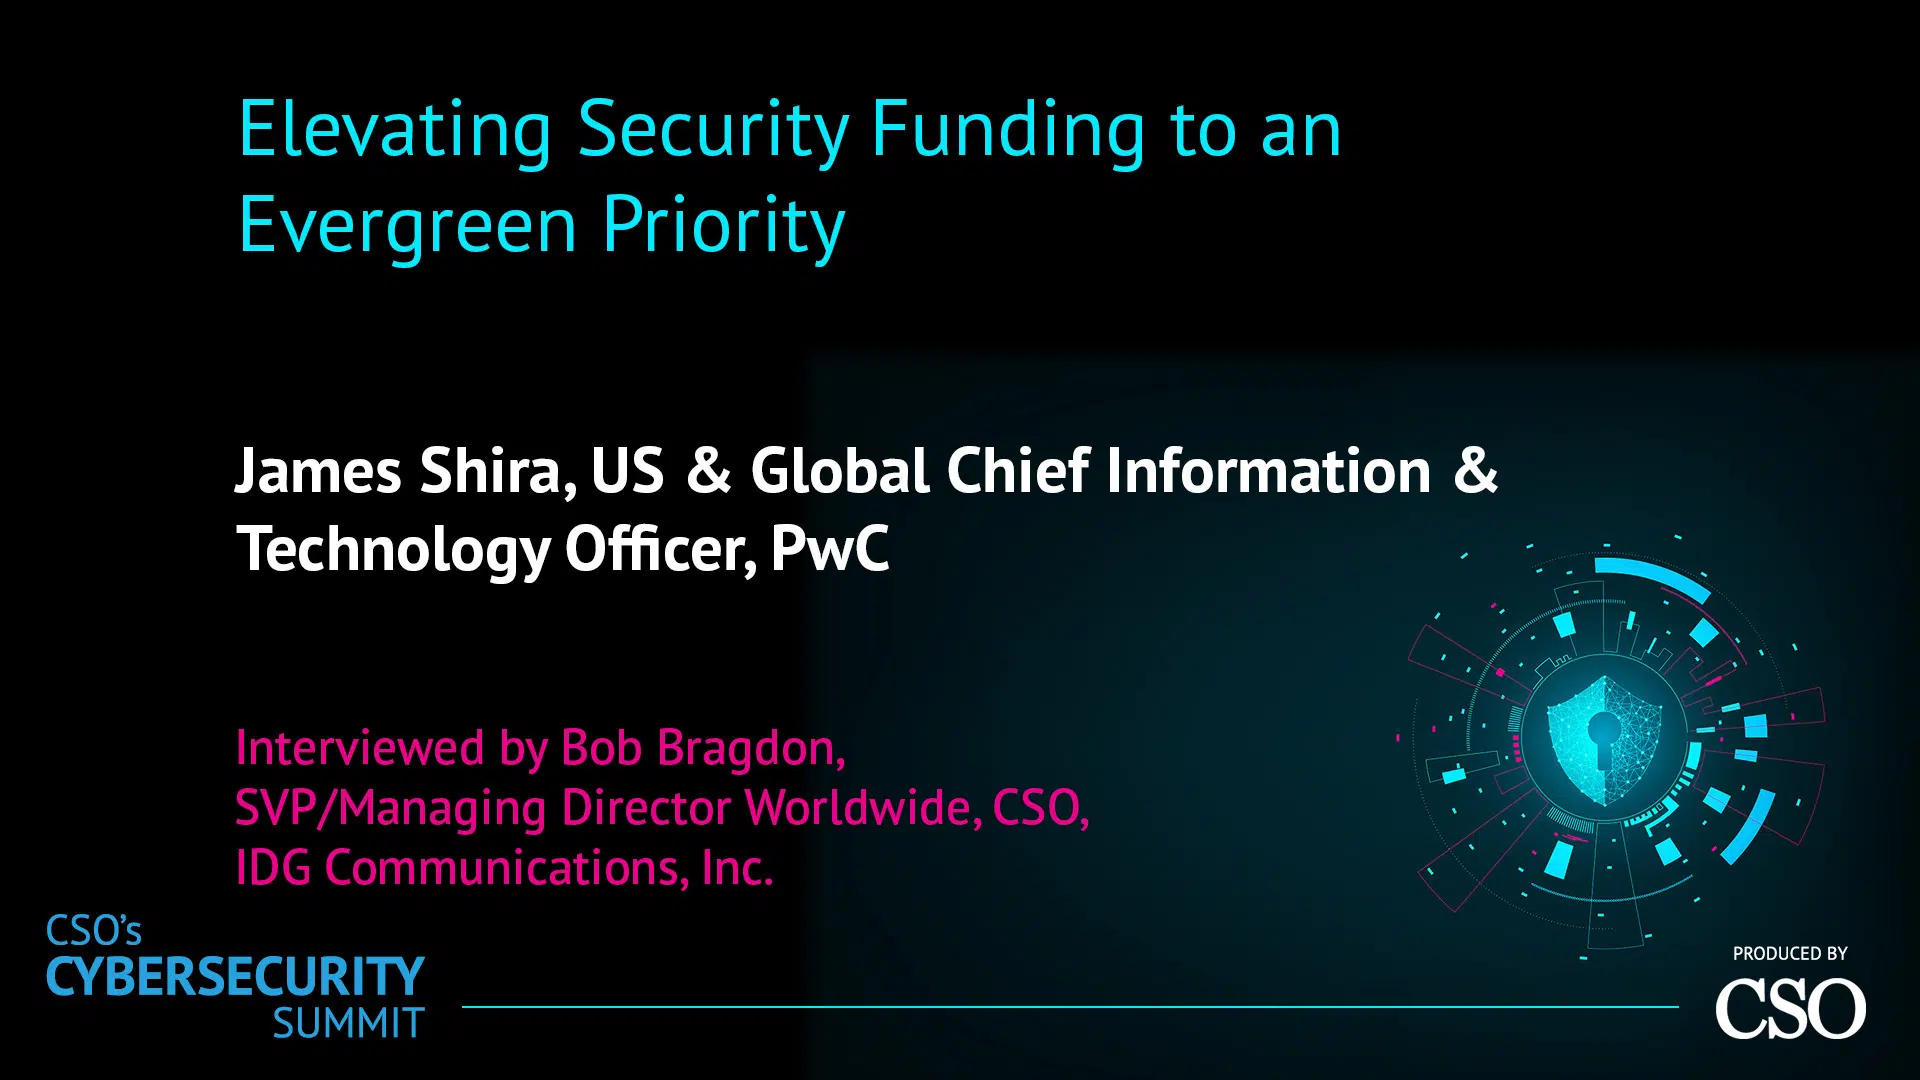 Elevating Security Funding to an
Evergreen Priority
James Shira, US & Global Chief Information &
Technology Officer, PwC
Interviewed by Bob Bragdon,
SVP/Managing Director Worldwide, CSO,
IDG Communications, Inc.
CSO’s
CYBERSECURITY
SUMMIT
PRODUCED BY
CSO